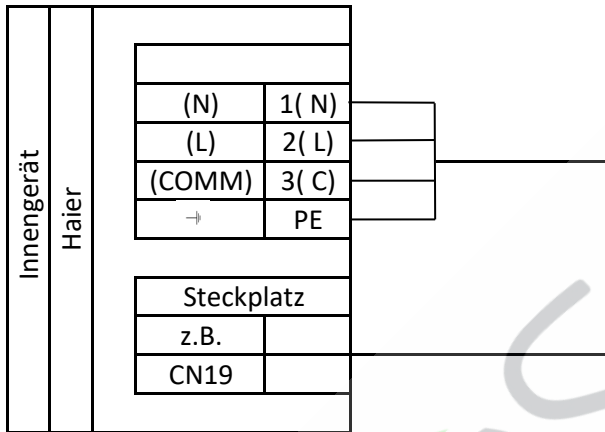 Innengerät
Haier
(N) 1( N)
(L) 2( L)
(COMM) 3( C)
PE
Steckplatz
z.B.
CN19